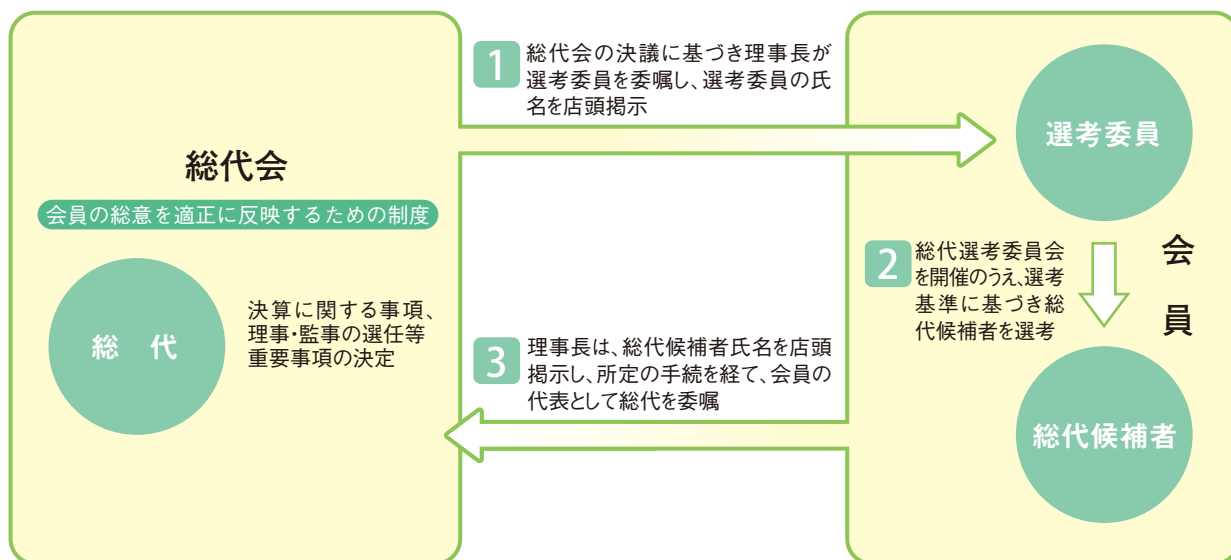 総代会
会員の総意を適正に反映するための制度
総代
決算に関する事項、
理事・監事の選任等
重要事項の決定
1
総代会の決議に基づき理事長が
選考委員を委嘱し、選考委員の氏
名を店頭掲示
選考委員
会員
2
総代選考委員会
を開催のうえ、選考
基準に基づき総
代候補者を選考
総代候補者
3
理事長は、総代候補者氏名を店頭
掲示し、所定の手続を経て、会員の
代表として総代を委嘱